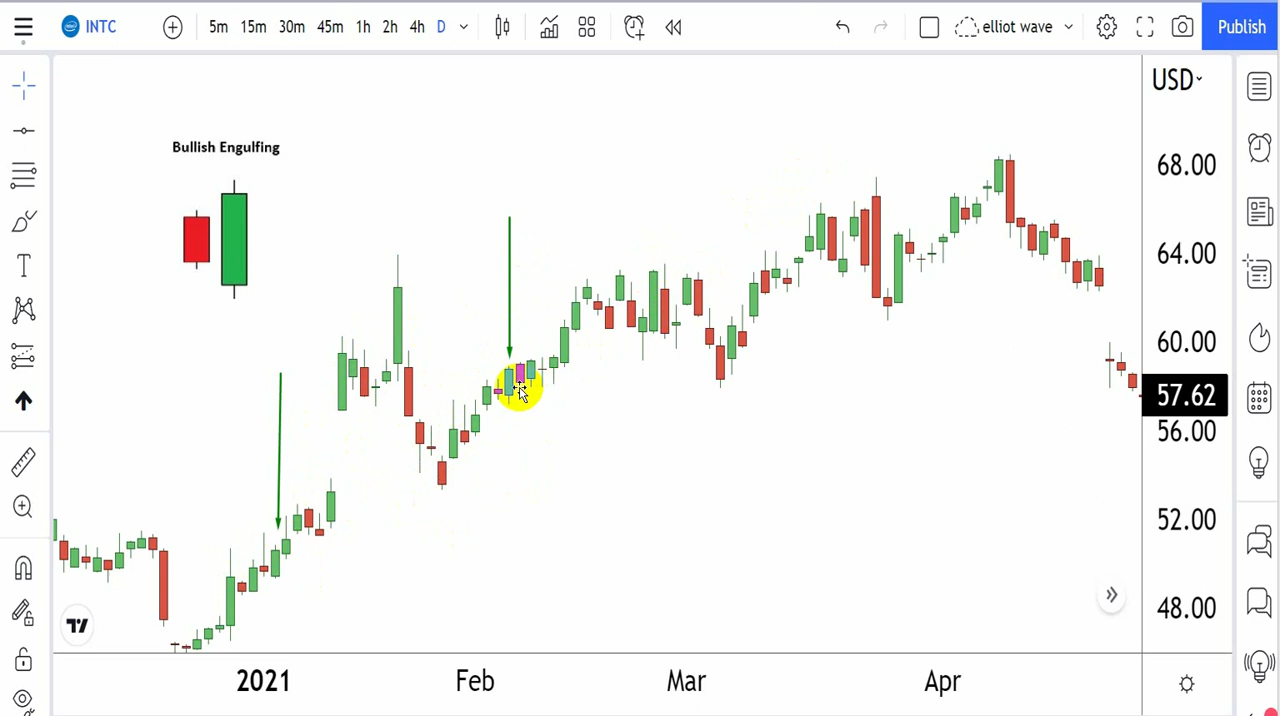 INTC 5m 15m 30m 45m 1h 2h 4h D elliot wave Publish
USD
Bullish Engulfing
68.00
64.00
60.00
57.62
56.00
52.00
48.00
2021 Feb Mar Apr